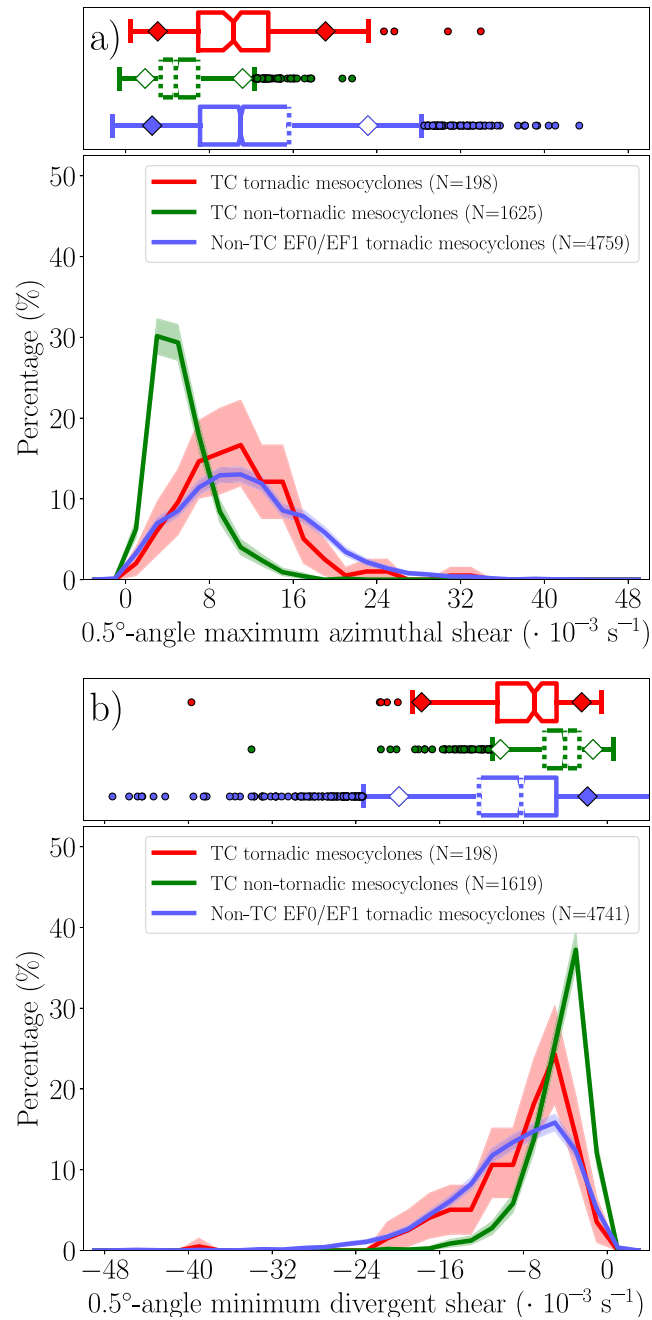 a)
50
TC tornadic mesocyclones (N=198)
TC non-tornadic mesocyclones (N=1625)
Non-TC EF0/EF1 tornadic mesocyclones (N=4759)
40
30
20
10
0
Percentage (%)
0 8 16 24 32 40 48
0.5°-angle maximum azimuthal shear (· 10⁻³ s⁻¹)
b)
50
TC tornadic mesocyclones (N=198)
TC non-tornadic mesocyclones (N=1619)
Non-TC EF0/EF1 tornadic mesocyclones (N=4741)
40
30
20
10
0
Percentage (%)
−48 −40 −32 −24 −16 −8 0
0.5°-angle minimum divergent shear (· 10⁻³ s⁻¹)